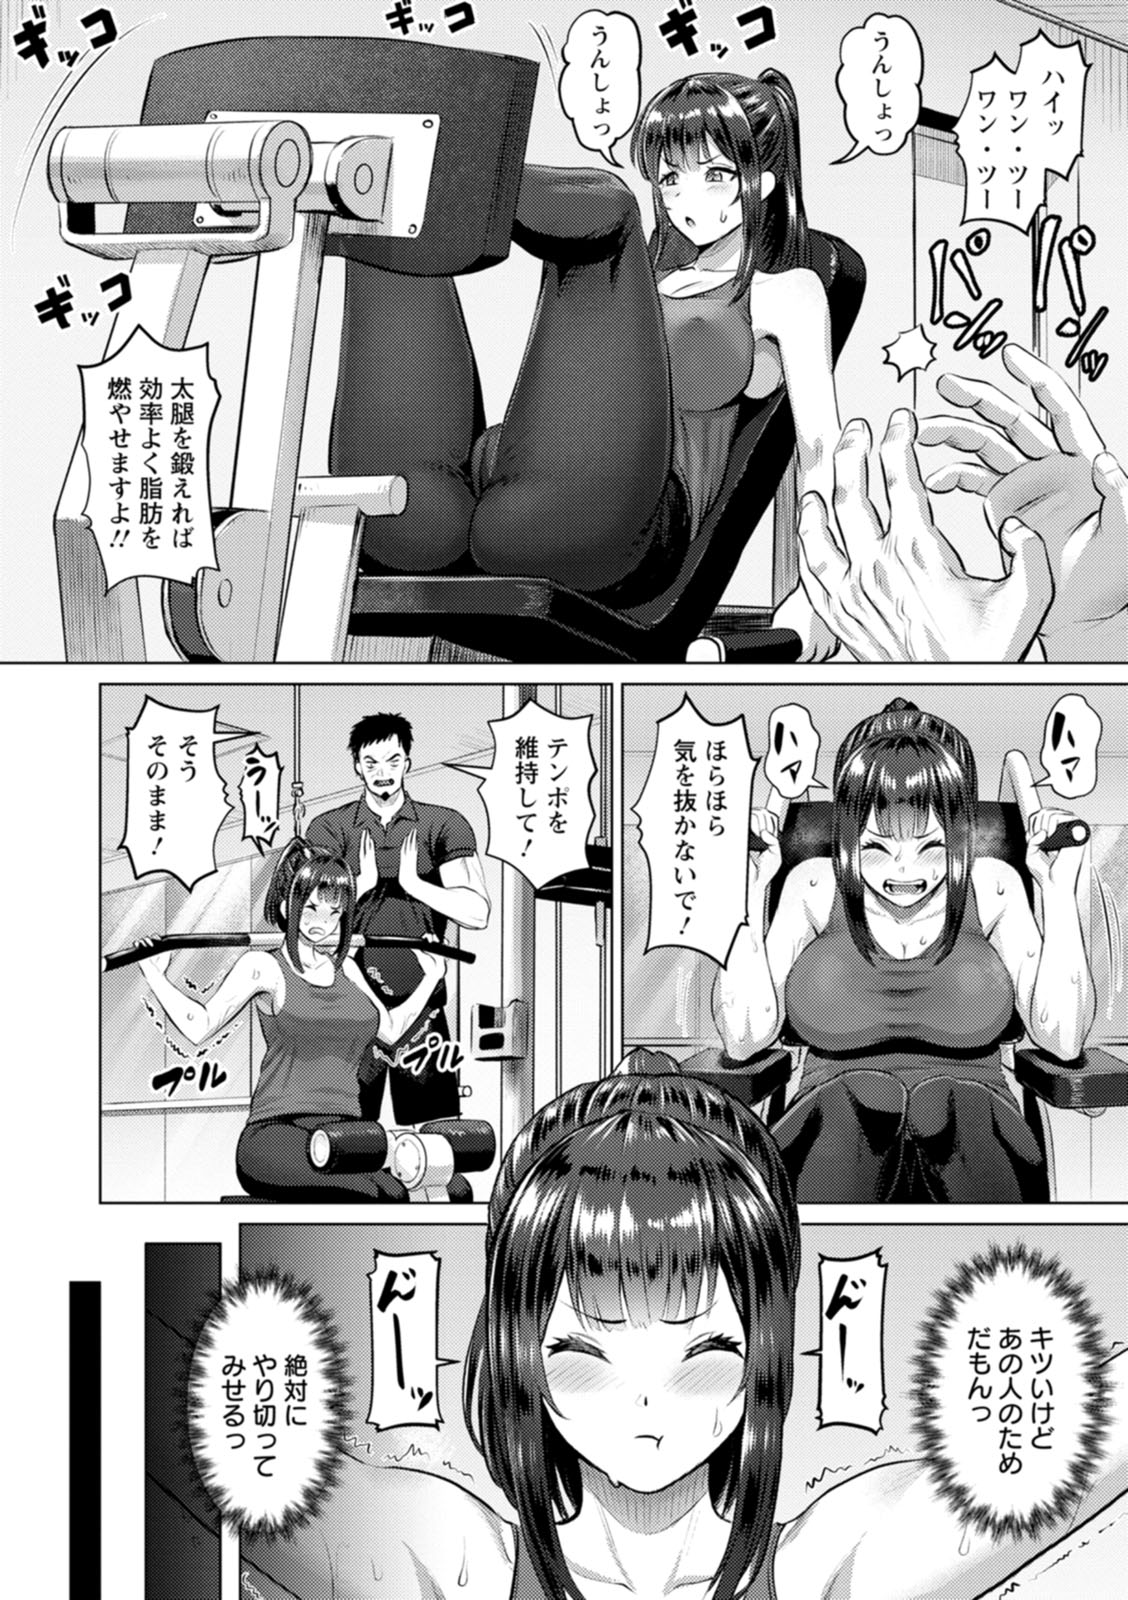 ハイッ
ワン・ツー
ワン・ツー
パンッ
パンッ
うんしょっ
うんしょっ
ギッコ
ギッコ
ギッコ
ギッコ
太腿を鍛えれば
効率よく脂肪を
燃やせますよ!!
ほらほら
気を抜かないで!
ハァ
ハァ
テンポを
維持して!
そう
そのまま!
うーッ
プル
プル
キツいけど
あの人のため
だもんっ
んーーッ
んーーッ
絶対に
やり切って
みせるっ